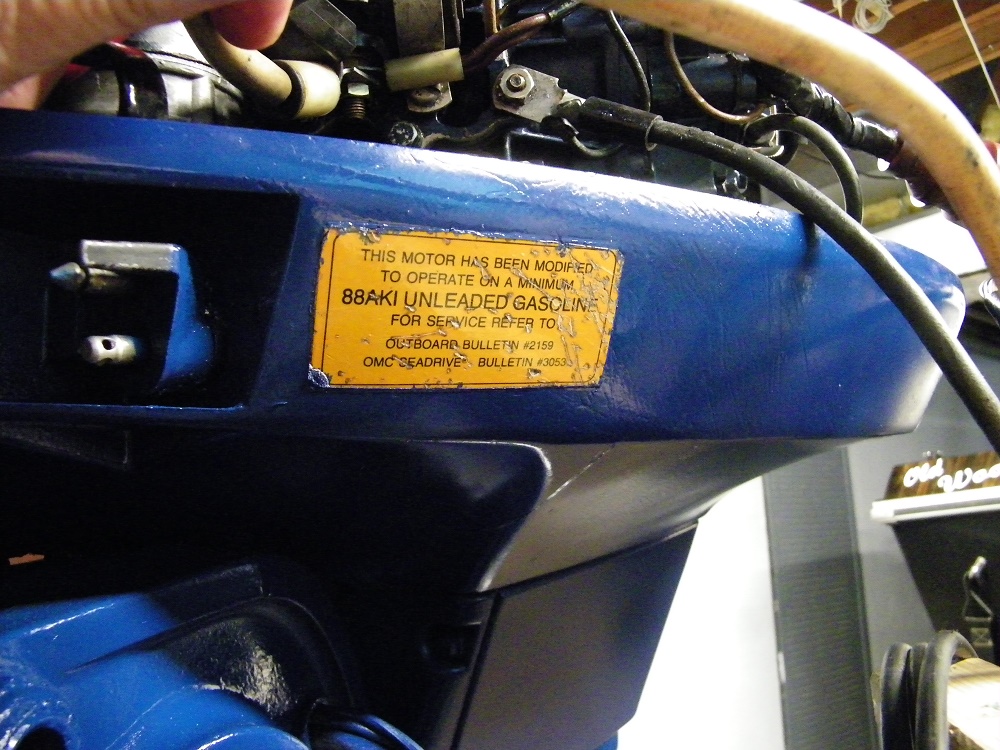 THIS MOTOR HAS BEEN MODIFIED
TO OPERATE ON A MINIMUM
88AKI UNLEADED GASOLINE
FOR SERVICE REFER TO
OUTBOARD BULLETIN #2159
OMC SEADRIVE® BULLETIN #3053
Old